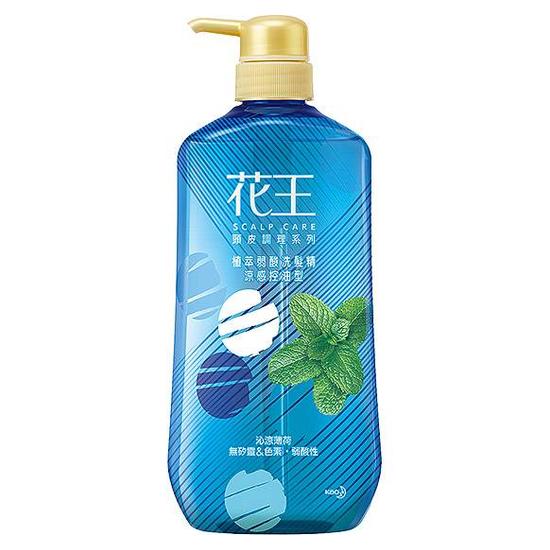 花王
SCALP CARE
頭皮調理系列
植萃弱酸洗髮精
涼感控油型
沁涼薄荷
無矽靈&色素・弱酸性
Kao